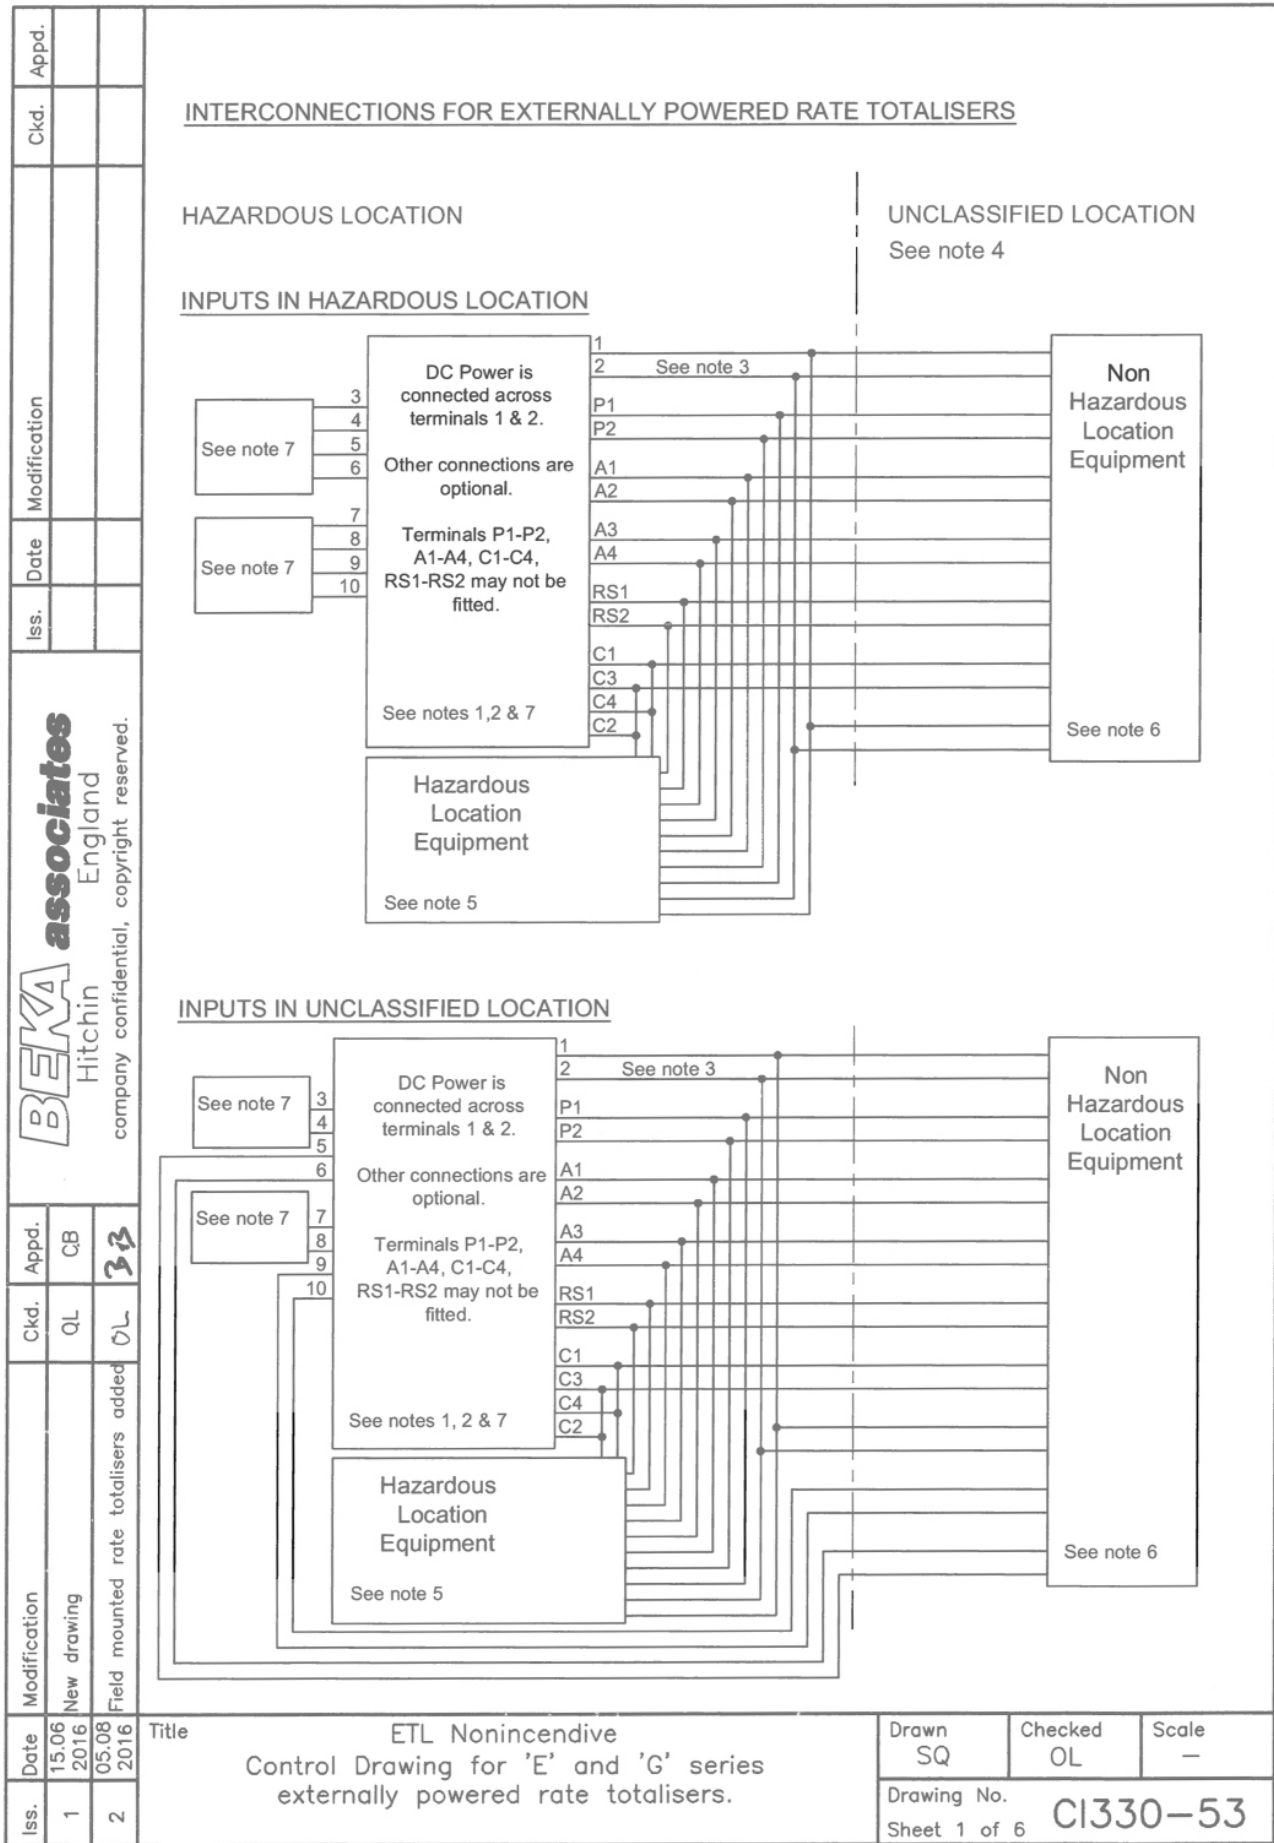 INTERCONNECTIONS FOR EXTERNALLY POWERED RATE TOTALISERS
HAZARDOUS LOCATION
UNCLASSIFIED LOCATION
See note 4
INPUTS IN HAZARDOUS LOCATION
DC Power is
connected across
terminals 1 & 2.
Other connections are
optional.
Terminals P1-P2,
A1-A4, C1-C4,
RS1-RS2 may not be
fitted.
See notes 1,2 & 7
See note 7
3
4
5
6
See note 7
7
8
9
10
1
2
See note 3
P1
P2
A1
A2
A3
A4
RS1
RS2
C1
C3
C4
C2
Non
Hazardous
Location
Equipment
See note 6
Hazardous
Location
Equipment
See note 5
INPUTS IN UNCLASSIFIED LOCATION
DC Power is
connected across
terminals 1 & 2.
Other connections are
optional.
Terminals P1-P2,
A1-A4, C1-C4,
RS1-RS2 may not be
fitted.
See notes 1, 2 & 7
See note 7
3
4
5
6
See note 7
7
8
9
10
1
2
See note 3
P1
P2
A1
A2
A3
A4
RS1
RS2
C1
C3
C4
C2
Non
Hazardous
Location
Equipment
See note 6
Hazardous
Location
Equipment
See note 5
Iss. Date Modification Ckd. Appd.
BEKA associates
Hitchin England
company confidential, copyright reserved.
Iss. Date Modification Ckd. Appd.
1 15.06 2016 New drawing QL CB
2 05.08 2016 Field mounted rate totalisers added OL
Title
ETL Nonincendive
Control Drawing for 'E' and 'G' series
externally powered rate totalisers.
Drawn
SQ
Checked
OL
Scale
—
Drawing No.
CI330-53
Sheet 1 of 6